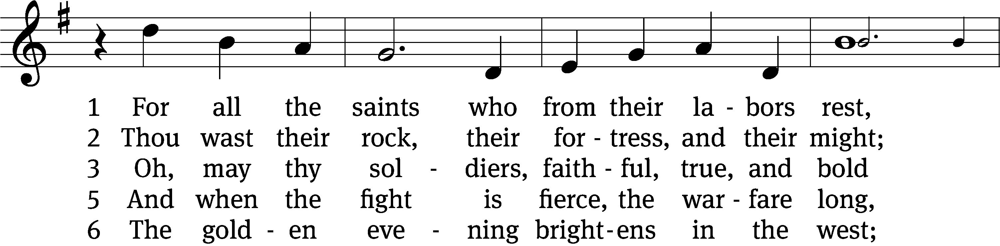 1 For all the saints who from their la - bors rest,
2 Thou wast their rock, their for - tress, and their might;
3 Oh, may thy sol - diers, faith - ful, true, and bold
5 And when the fight is fierce, the war - fare long,
6 The gold - en eve - ning bright - ens in the west;